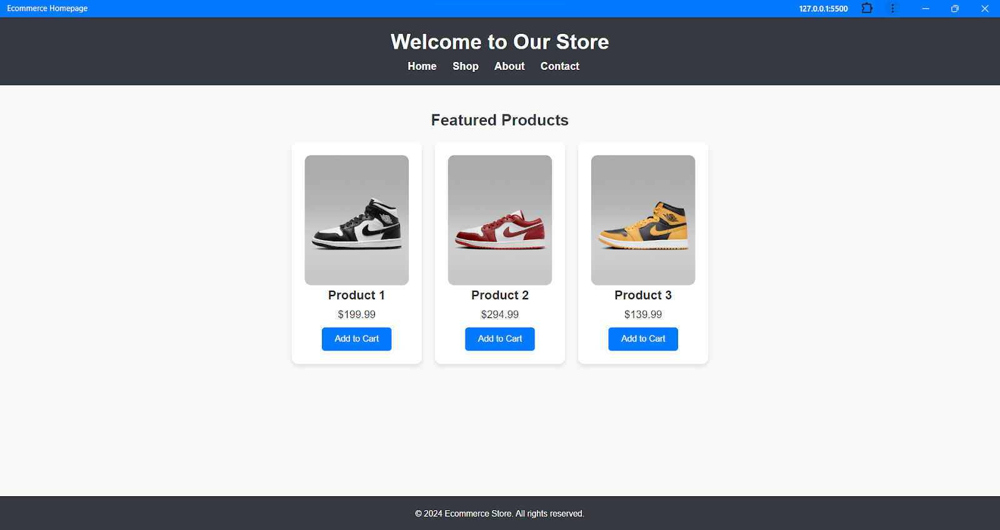 Ecommerce Homepage
127.0.0.1:5500
Welcome to Our Store
Home Shop About Contact
Featured Products
Product 1
$199.99
Add to Cart
Product 2
$294.99
Add to Cart
Product 3
$139.99
Add to Cart
© 2024 Ecommerce Store. All rights reserved.